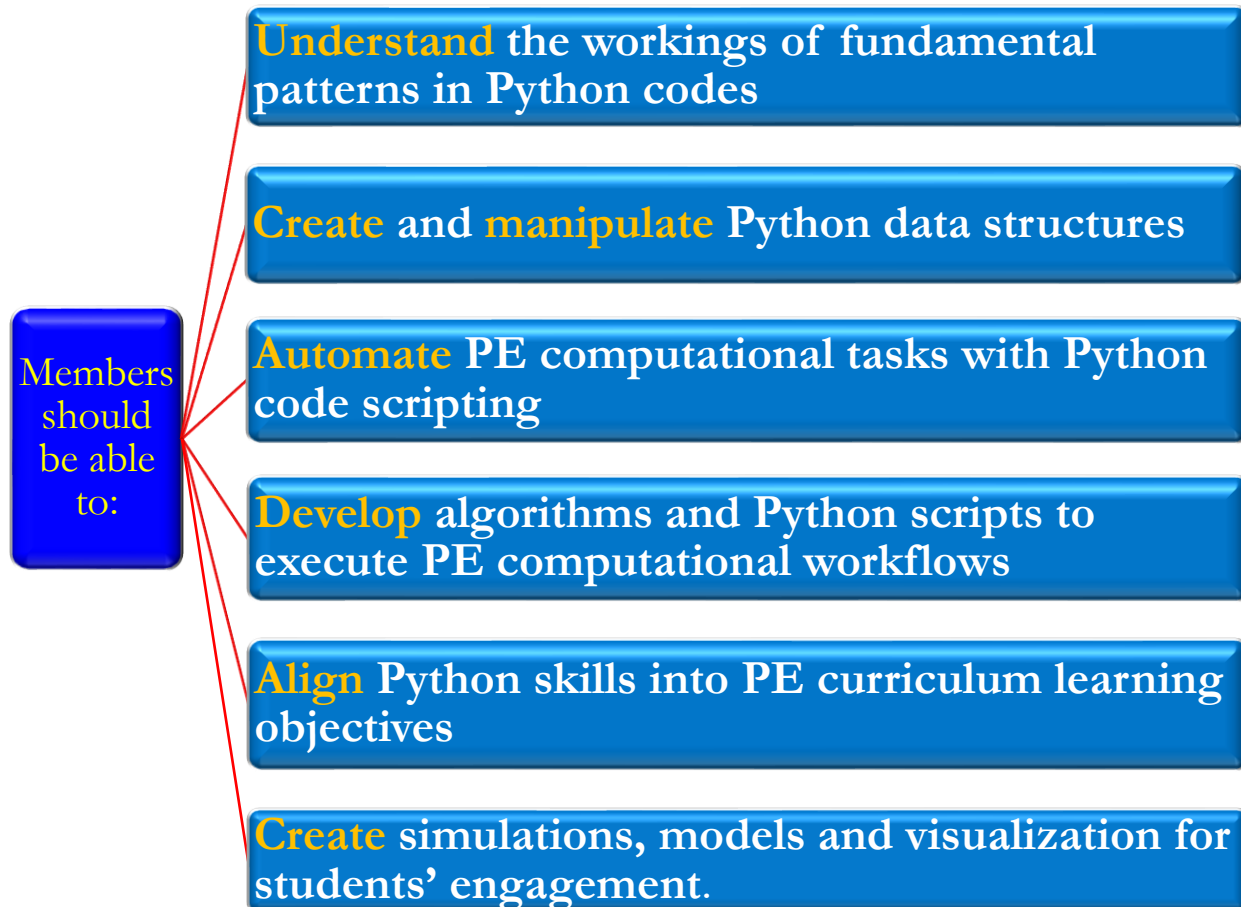 Members
should
be able
to:
Understand the workings of fundamental
patterns in Python codes
Create and manipulate Python data structures
Automate PE computational tasks with Python
code scripting
Develop algorithms and Python scripts to
execute PE computational workflows
Align Python skills into PE curriculum learning
objectives
Create simulations, models and visualization for
students’ engagement.